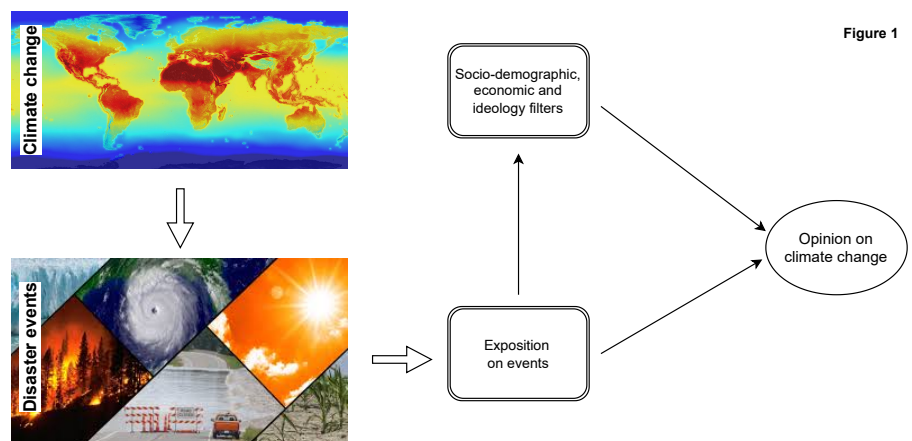 Figure 1
Climate change
Socio-demographic,
economic and
ideology filters
Opinion on
climate change
Disaster events
Exposition
on events